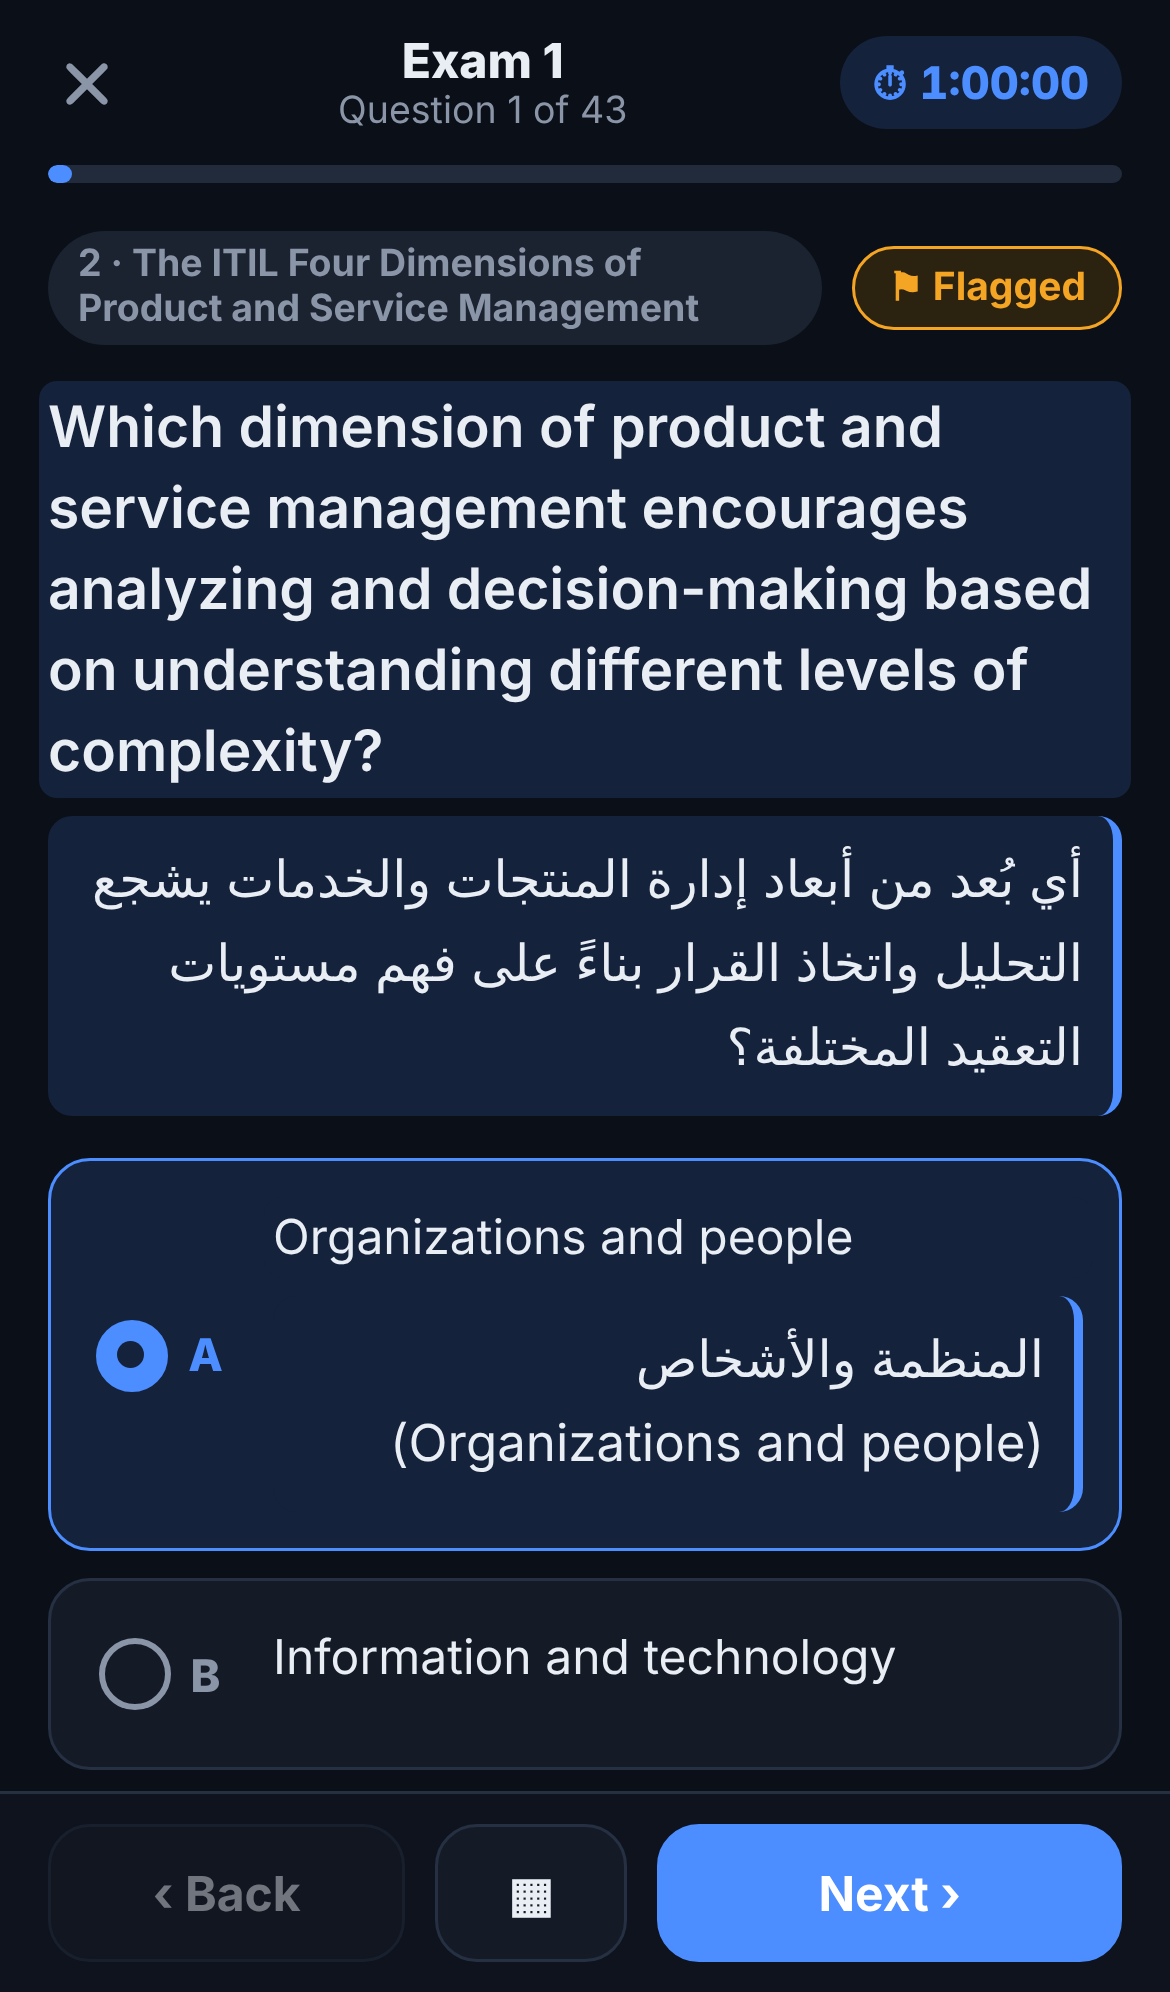 Exam 1
Question 1 of 43
⏱ 1:00:00
2 · The ITIL Four Dimensions of
Product and Service Management
⚑ Flagged
Which dimension of product and
service management encourages
analyzing and decision-making based
on understanding different levels of
complexity?
أي بُعد من أبعاد إدارة المنتجات والخدمات يشجع
التحليل واتخاذ القرار بناءً على فهم مستويات
التعقيد المختلفة؟
Organizations and people
A
المنظمة والأشخاص
(Organizations and people)
B
Information and technology
‹ Back
Next ›